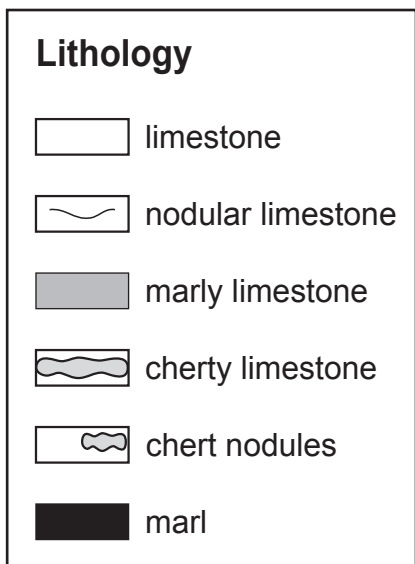 Lithology
limestone
nodular limestone
marly limestone
cherty limestone
chert nodules
marl